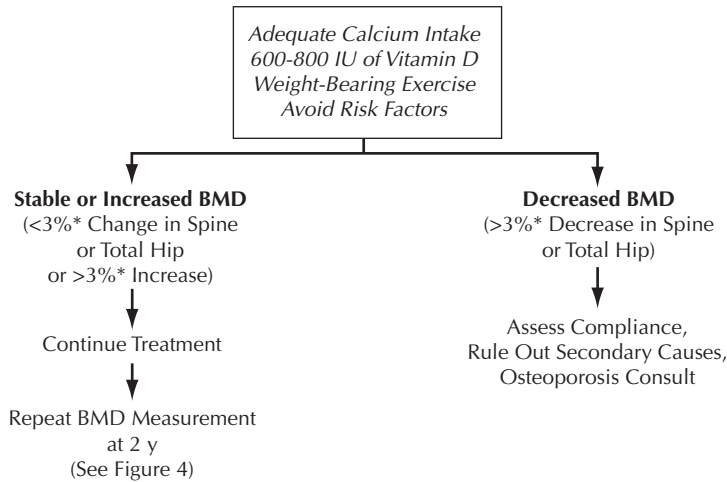 Adequate Calcium Intake
600-800 IU of Vitamin D
Weight-Bearing Exercise
Avoid Risk Factors
Stable or Increased BMD
(<3%* Change in Spine
or Total Hip
or >3%* Increase)
Continue Treatment
Repeat BMD Measurement
at 2 y
(See Figure 4)
Decreased BMD
(>3%* Decrease in Spine
or Total Hip)
Assess Compliance,
Rule Out Secondary Causes,
Osteoporosis Consult